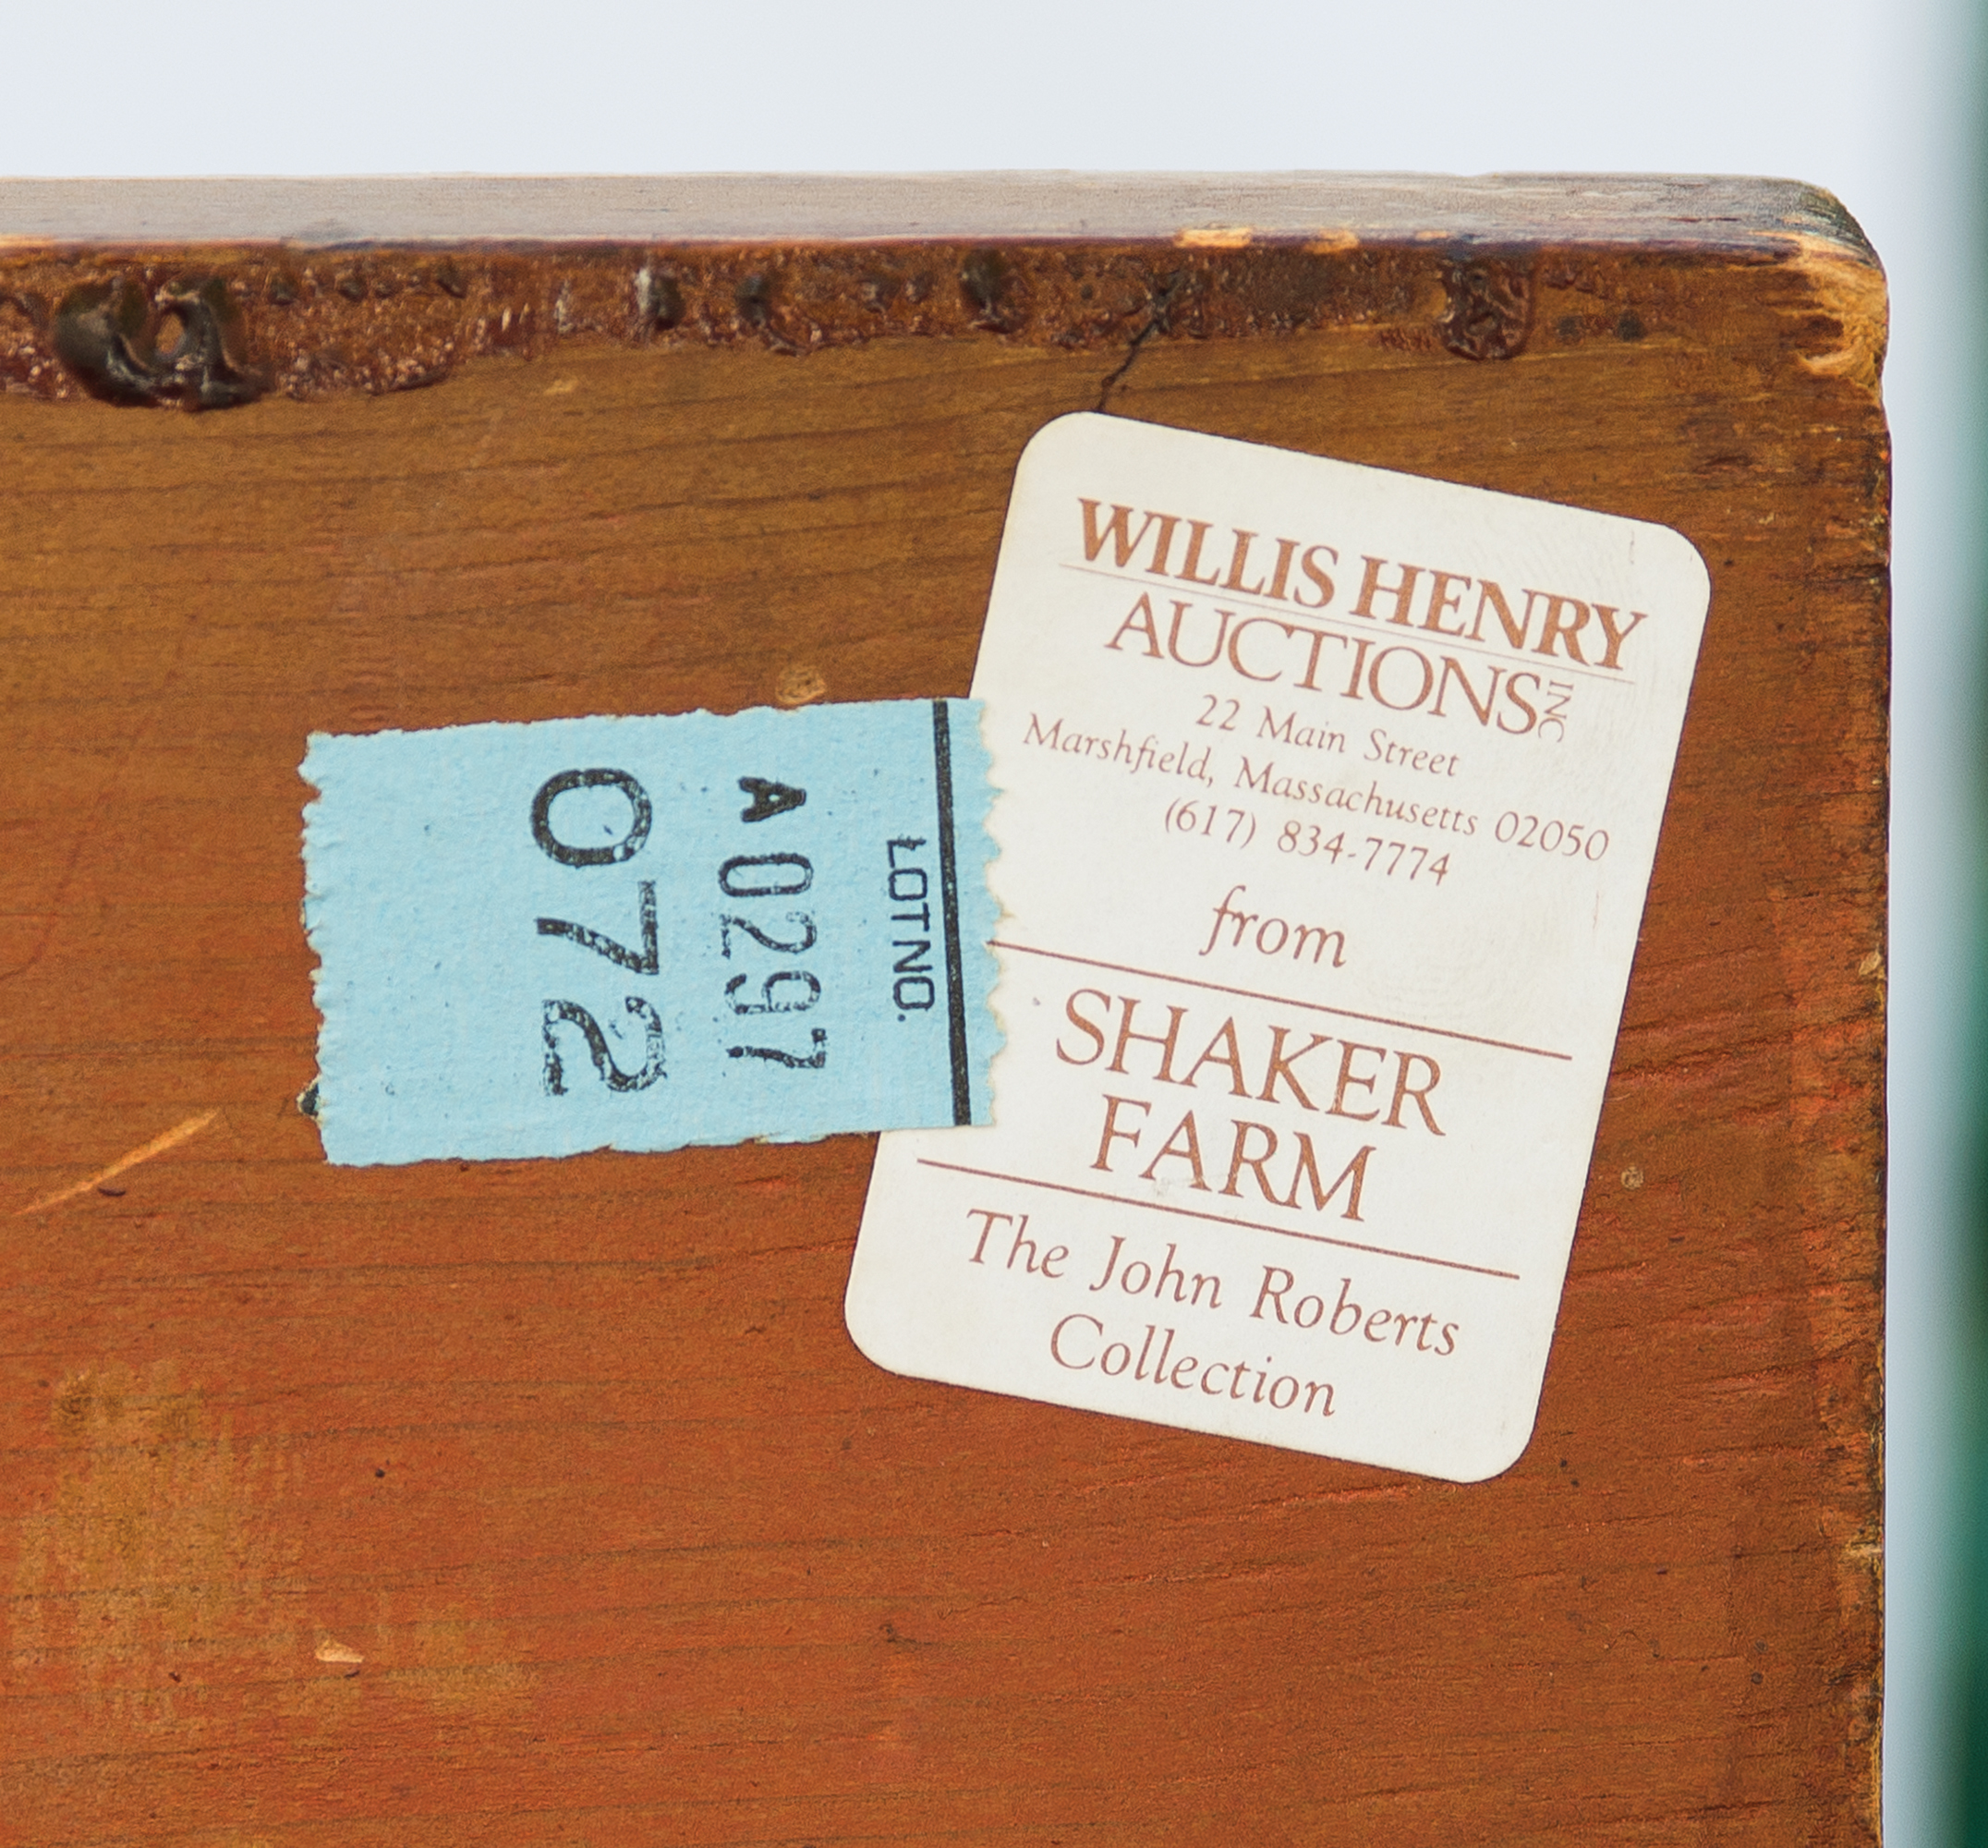 WILLIS HENRY
AUCTIONS INC
22 Main Street
Marshfield, Massachusetts 02050
(617) 834-7774
from
SHAKER
FARM
The John Roberts
Collection
LOT NO.
A 0297
072